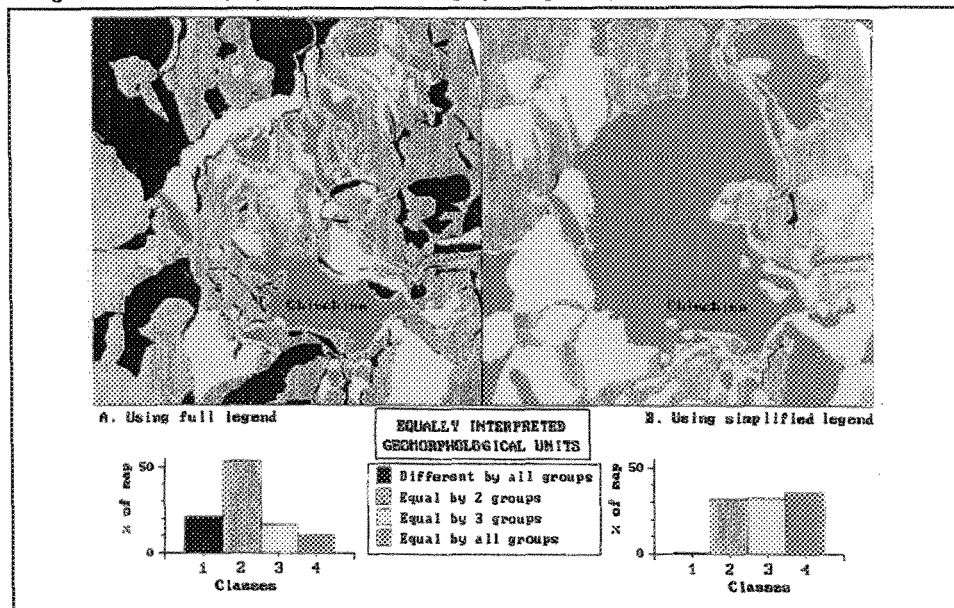 Chinchina
Chinchina
A. Using full legend
B. Using simplified legend
EQUALLY INTERPRETED
GEOMORPHOLOGICAL UNITS
Different by all groups
Equal by 2 groups
Equal by 3 groups
Equal by all groups
% of map
50
0
1 2 3 4
Classes
% of map
50
0
1 2 3 4
Classes